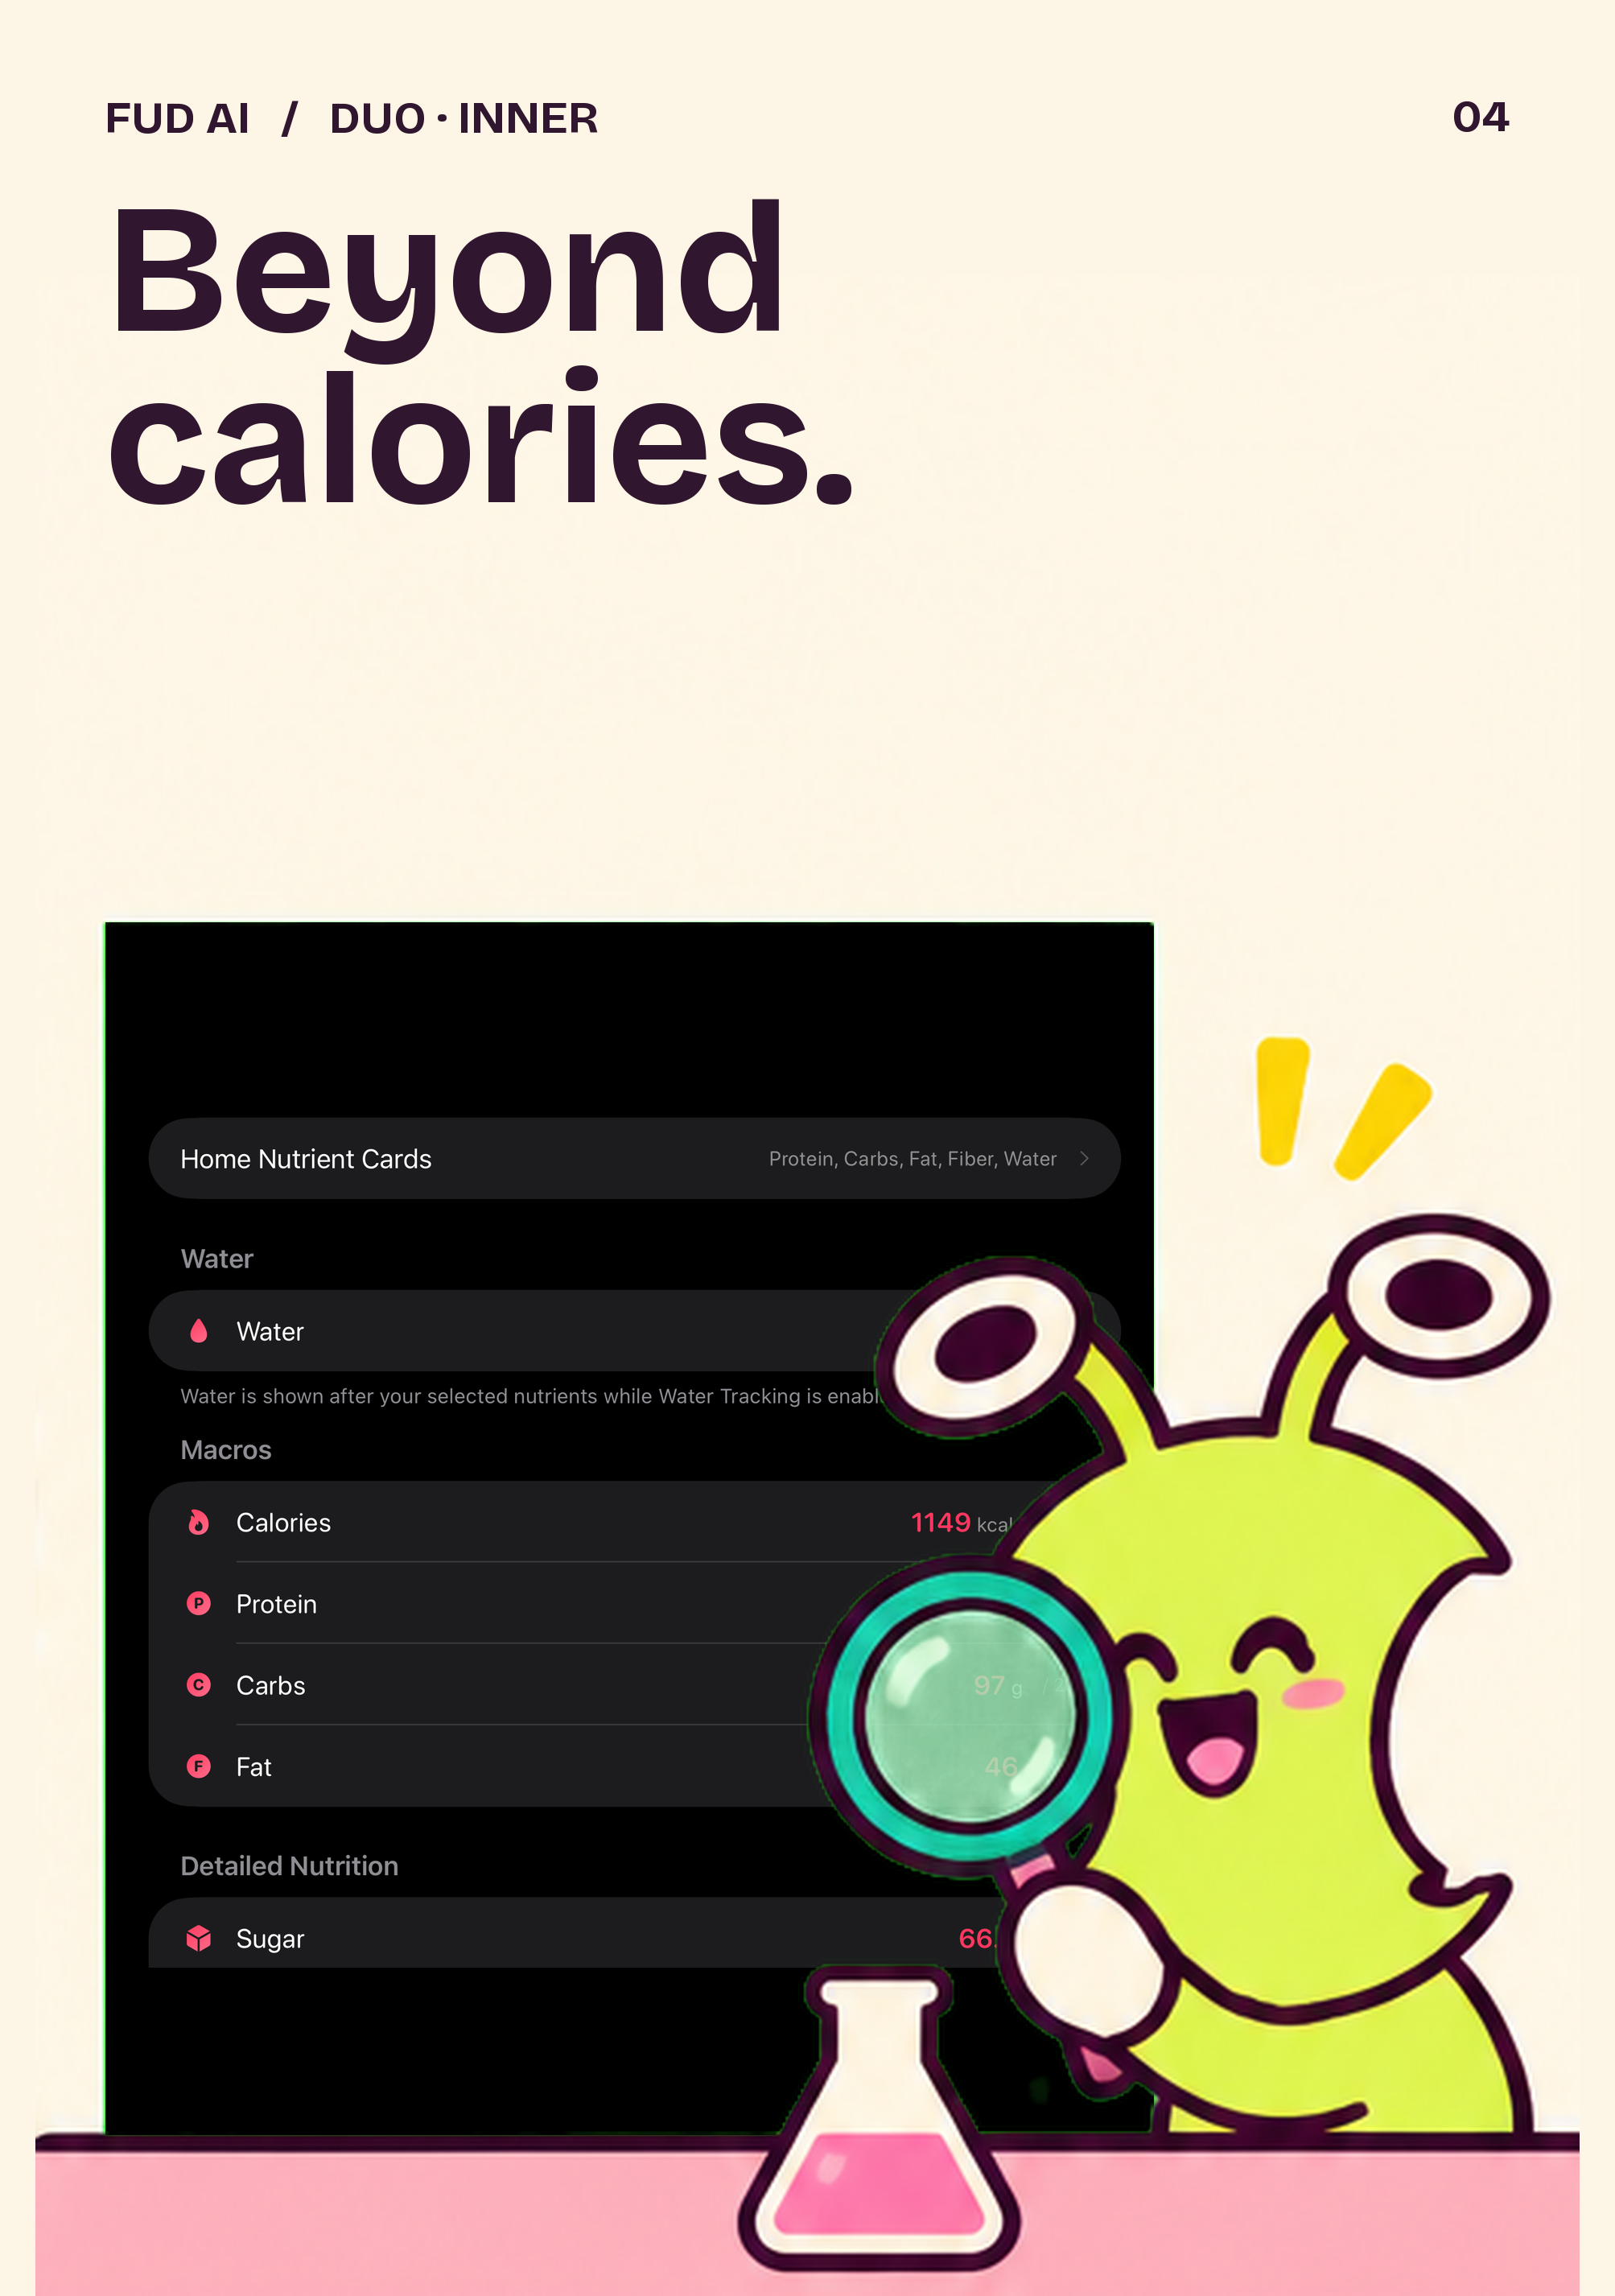 FUD AI / DUO · INNER
04
Beyond
calories.
Home Nutrient Cards Protein, Carbs, Fat, Fiber, Water
Water
Water
Water is shown after your selected nutrients while Water Tracking is
Macros
Calories 1149 kcal
P Protein
C Carbs 97 g
F Fat 46
Detailed Nutrition
Sugar 66.